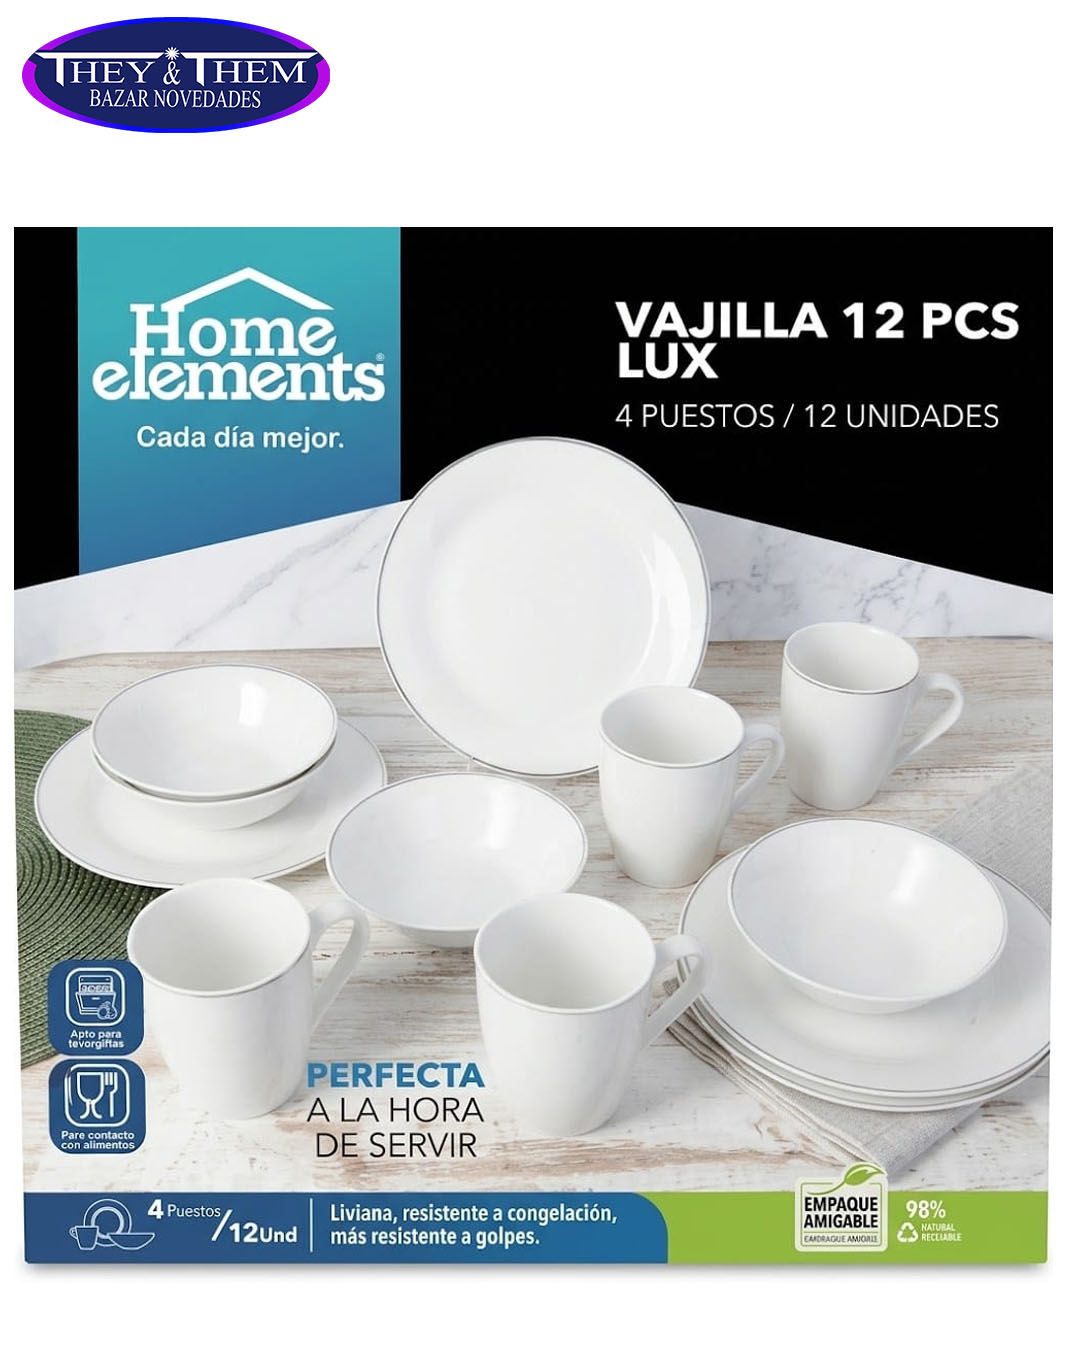 THEY & THEM
BAZAR NOVEDADES
Home
elements®
Cada día mejor.
VAJILLA 12 PCS
LUX
4 PUESTOS / 12 UNIDADES
Apto para
tevorgiftas
Pare contacto
con alimentos
PERFECTA
A LA HORA
DE SERVIR
4 Puestos/12Und
Liviana, resistente a congelación,
más resistente a golpes.
EMPAQUE
AMIGABLE
98%
NATURAL